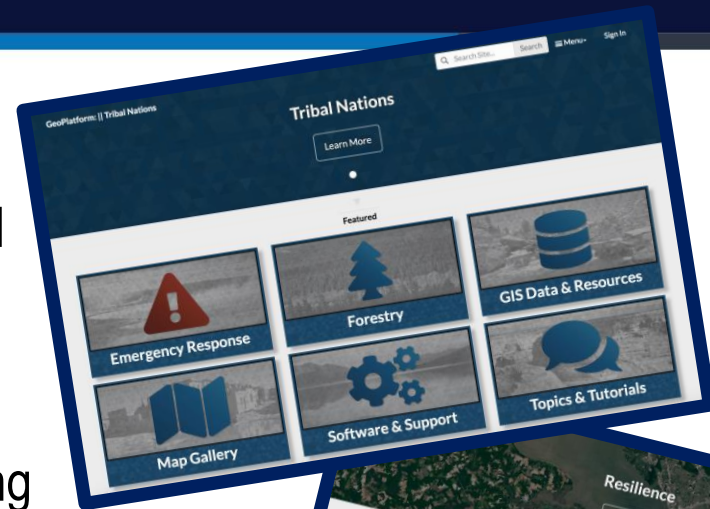 Search Site...
Search
Menu
Sign In
GeoPlatform: || Tribal Nations
Tribal Nations
Learn More
Featured
Emergency Response
Forestry
GIS Data & Resources
Map Gallery
Software & Support
Topics & Tutorials
Resilience